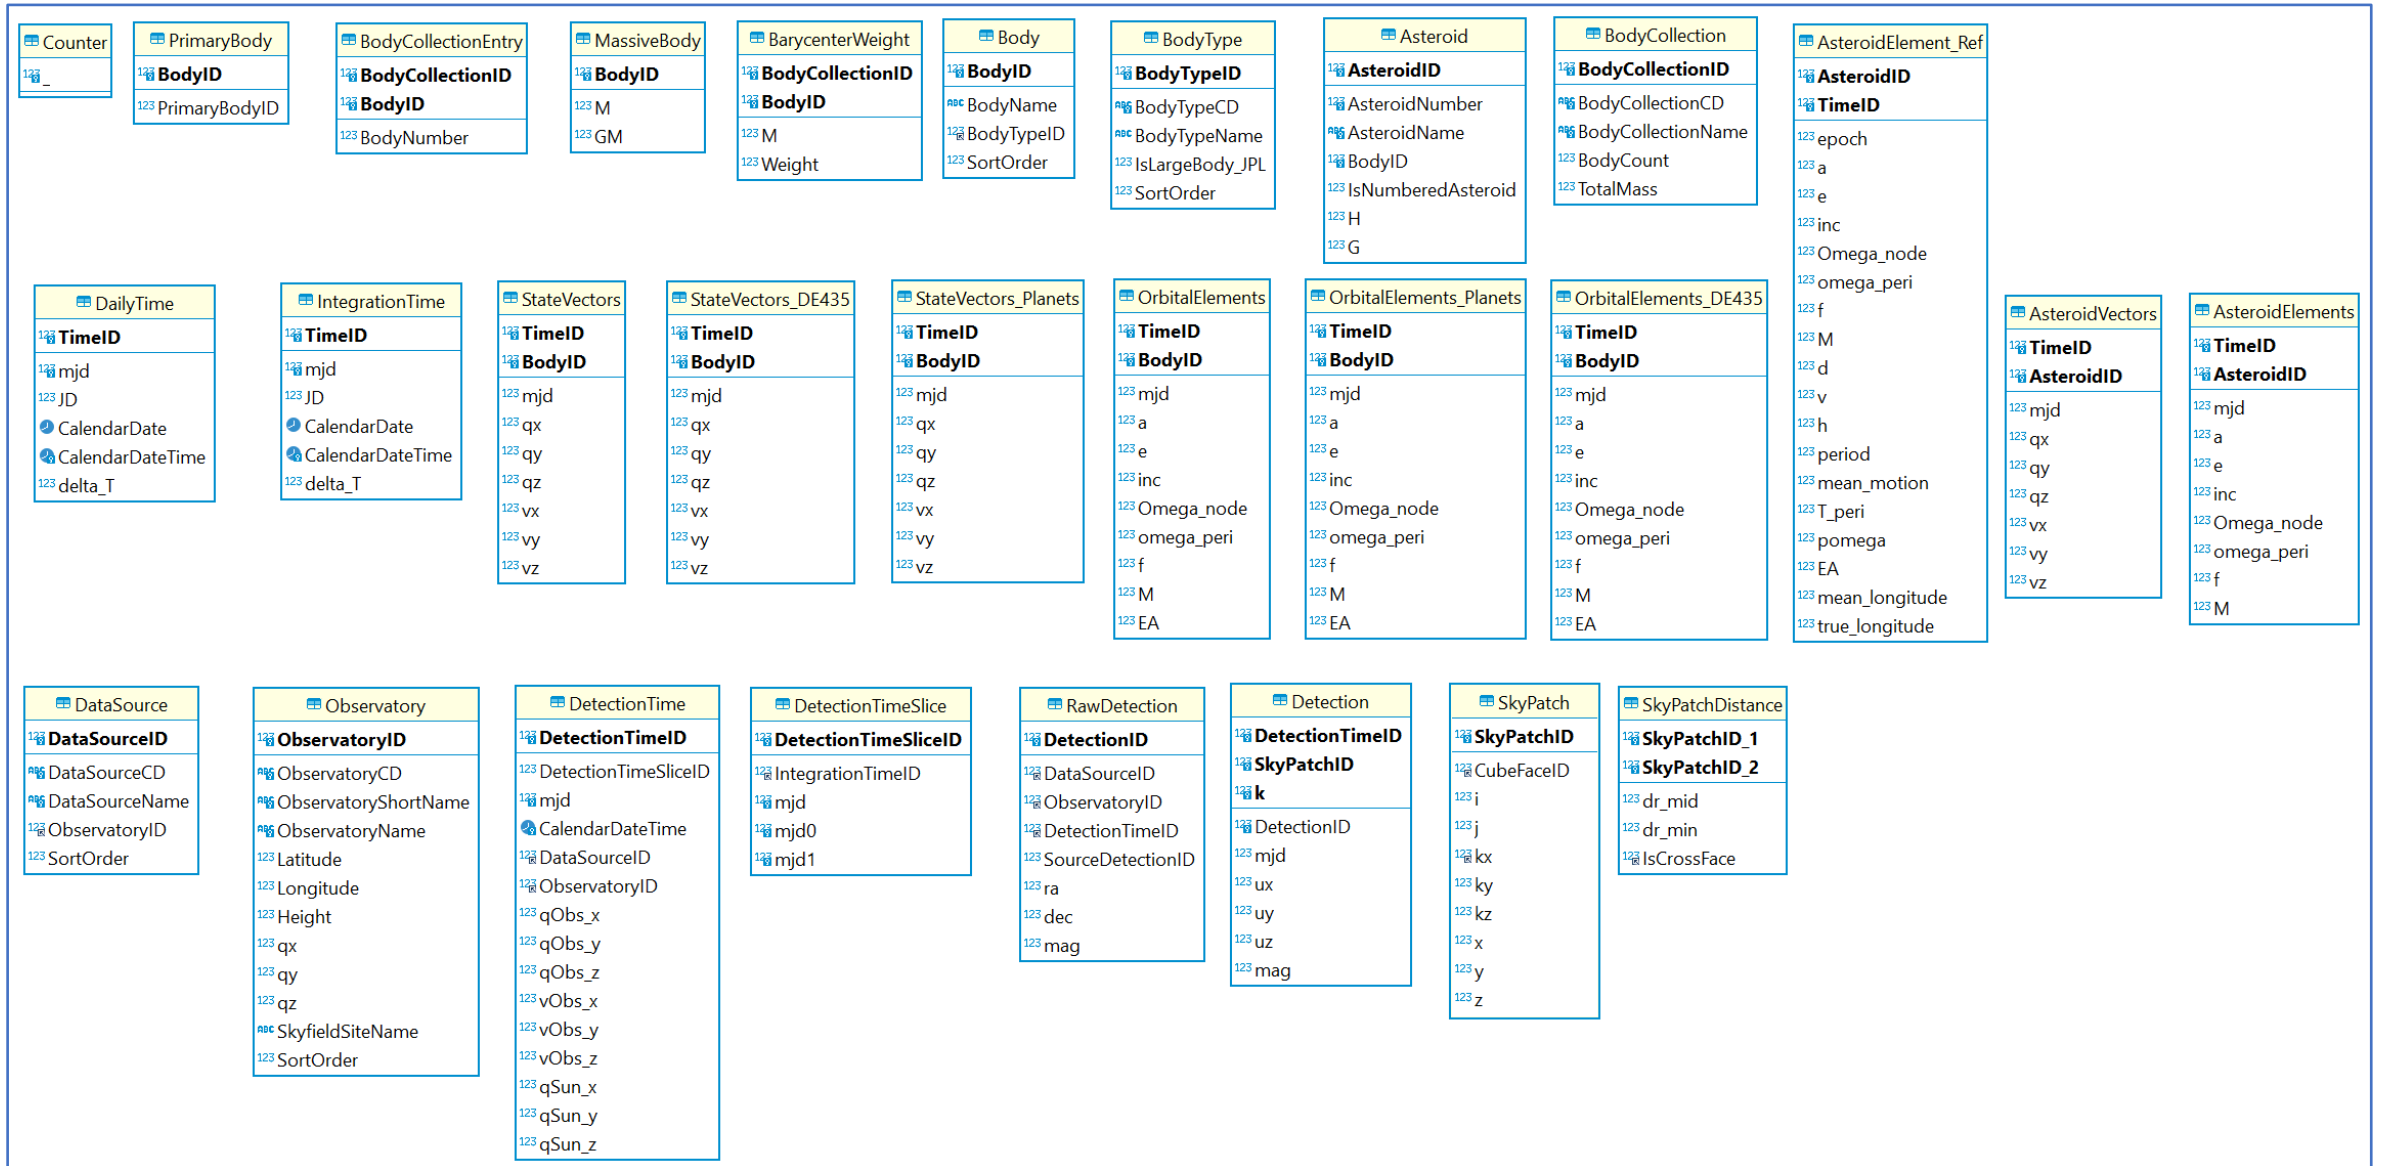 Counter
_
PrimaryBody
BodyID
PrimaryBodyID
BodyCollectionEntry
BodyCollectionID
BodyID
BodyNumber
MassiveBody
BodyID
M
GM
BarycenterWeight
BodyCollectionID
BodyID
M
Weight
Body
BodyID
BodyName
BodyTypeID
SortOrder
BodyType
BodyTypeID
BodyTypeCD
BodyTypeName
IsLargeBody_JPL
SortOrder
Asteroid
AsteroidID
AsteroidNumber
AsteroidName
BodyID
IsNumberedAsteroid
H
G
BodyCollection
BodyCollectionID
BodyCollectionCD
BodyCollectionName
BodyCount
TotalMass
AsteroidElement_Ref
AsteroidID
TimeID
epoch
a
e
inc
Omega_node
omega_peri
f
M
d
v
h
period
mean_motion
T_peri
pomega
EA
mean_longitude
true_longitude
DailyTime
TimeID
mjd
JD
CalendarDate
CalendarDateTime
delta_T
IntegrationTime
TimeID
mjd
JD
CalendarDate
CalendarDateTime
delta_T
StateVectors
TimeID
BodyID
mjd
qx
qy
qz
vx
vy
vz
StateVectors_DE435
TimeID
BodyID
mjd
qx
qy
qz
vx
vy
vz
StateVectors_Planets
TimeID
BodyID
mjd
qx
qy
qz
vx
vy
vz
OrbitalElements
TimeID
BodyID
mjd
a
e
inc
Omega_node
omega_peri
f
M
EA
OrbitalElements_Planets
TimeID
BodyID
mjd
a
e
inc
Omega_node
omega_peri
f
M
EA
OrbitalElements_DE435
TimeID
BodyID
mjd
a
e
inc
Omega_node
omega_peri
f
M
EA
AsteroidVectors
TimeID
AsteroidID
mjd
qx
qy
qz
vx
vy
vz
AsteroidElements
TimeID
AsteroidID
mjd
a
e
inc
Omega_node
omega_peri
f
M
DataSource
DataSourceID
DataSourceCD
DataSourceName
ObservatoryID
SortOrder
Observatory
ObservatoryID
ObservatoryCD
ObservatoryShortName
ObservatoryName
Latitude
Longitude
Height
qx
qy
qz
SkyfieldSiteName
SortOrder
DetectionTime
DetectionTimeID
DetectionTimeSliceID
mjd
CalendarDateTime
DataSourceID
ObservatoryID
qObs_x
qObs_y
qObs_z
vObs_x
vObs_y
vObs_z
qSun_x
qSun_y
qSun_z
DetectionTimeSlice
DetectionTimeSliceID
IntegrationTimeID
mjd
mjd0
mjd1
RawDetection
DetectionID
DataSourceID
ObservatoryID
DetectionTimeID
SourceDetectionID
ra
dec
mag
Detection
DetectionTimeID
SkyPatchID
k
DetectionID
mjd
ux
uy
uz
mag
SkyPatch
SkyPatchID
CubeFaceID
i
j
kx
ky
kz
x
y
z
SkyPatchDistance
SkyPatchID_1
SkyPatchID_2
dr_mid
dr_min
IsCrossFace